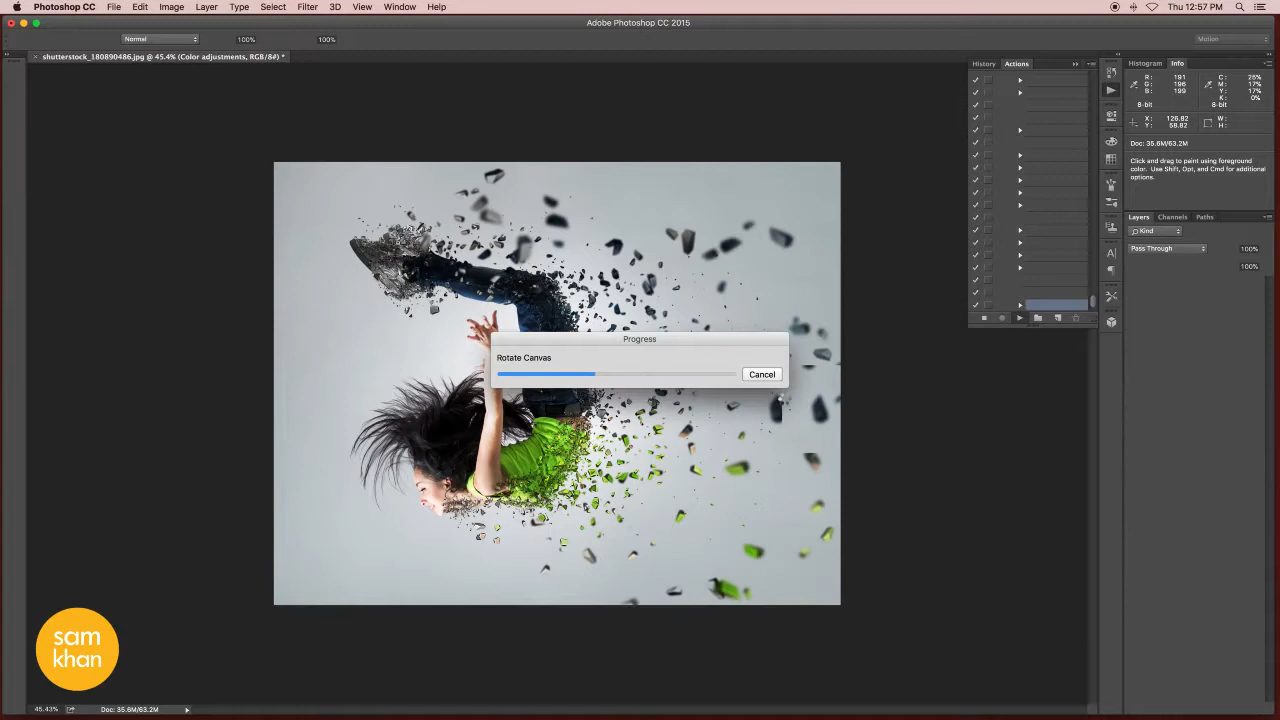 Photoshop CC File Edit Image Layer Type Select Filter 3D View Window Help Thu 12:57 PM
Adobe Photoshop CC 2015
Normal 100% 100% Motion
× shutterstock_180890486.jpg @ 45.4% (Color adjustments, RGB/8#) *
History Actions
Histogram Info
R: 191 C: 25%
G: 196 M: 17%
B: 199 Y: 17%
K: 0%
8-bit 8-bit
X: 126.82 W:
Y: 58.82 H:
Doc: 35.6M/63.2M
Click and drag to paint using foreground
color. Use Shift, Opt, and Cmd for additional
options.
Layers Channels Paths
Kind
Pass Through 100%
100%
Progress
Rotate Canvas
Cancel
sam
khan
45.43% Doc: 35.6M/63.2M